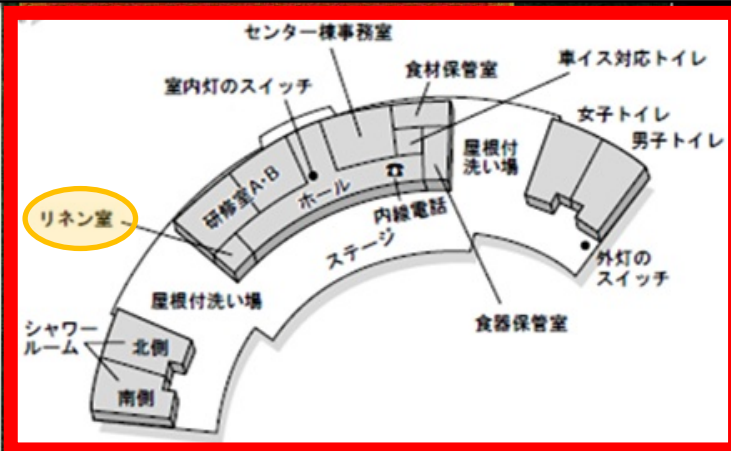 センター棟事務室
車イス対応トイレ
食材保管室
室内灯のスイッチ
女子トイレ
男子トイレ
屋根付
洗い場
研修室A・B
ホール
内線電話
リネン室
ステージ
外灯の
スイッチ
屋根付洗い場
食器保管室
シャワー
ルーム
北側
南側